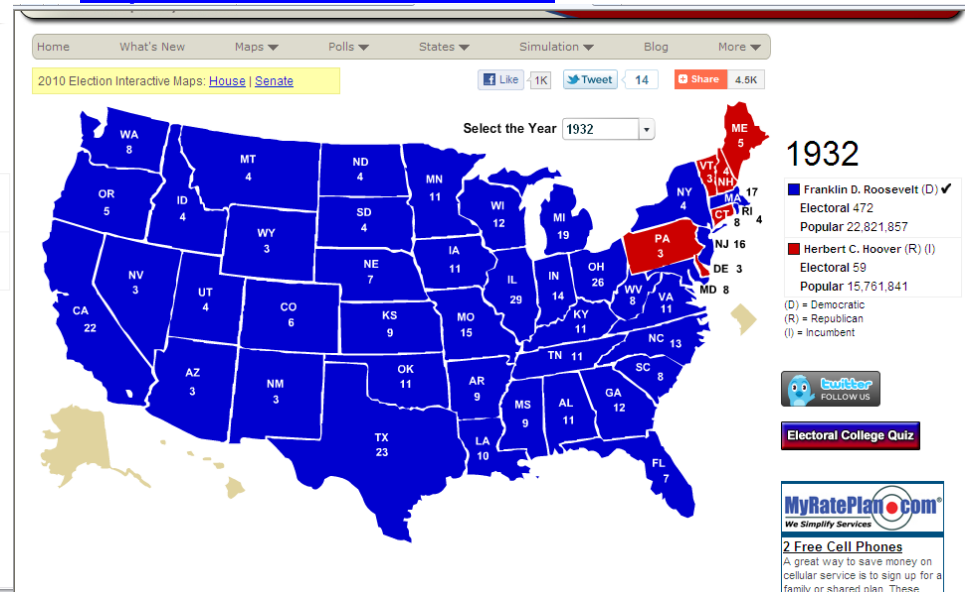 Home What's New Maps Polls States Simulation Blog More
2010 Election Interactive Maps: House | Senate
Like 1K Tweet 14 Share 4.5K
Select the Year 1932
1932
Franklin D. Roosevelt (D) ✔
Electoral 472
Popular 22,821,857
Herbert C. Hoover (R) (I)
Electoral 59
Popular 15,761,841
(D) = Democratic
(R) = Republican
(I) = Incumbent
WA
8
OR
5
CA
22
ID
4
NV
3
MT
4
WY
3
UT
4
AZ
3
CO
6
NM
3
ND
4
SD
4
NE
7
KS
9
OK
11
TX
23
MN
11
IA
11
MO
15
AR
9
LA
10
WI
12
IL
29
MI
19
IN
14
OH
26
KY
11
TN 11
MS
9
AL
11
GA
12
FL
7
SC
8
NC 13
VA
11
WV
8
PA
3
NY
4
VT
3
4
NH
ME
5
MA
17
RI
4
CT
8
NJ 16
DE 3
MD 8
twitter
FOLLOW US
Electoral College Quiz
MyRatePlan.com®
We Simplify Services
2 Free Cell Phones
A great way to save money on
cellular service is to sign up for a
family or shared plan. These